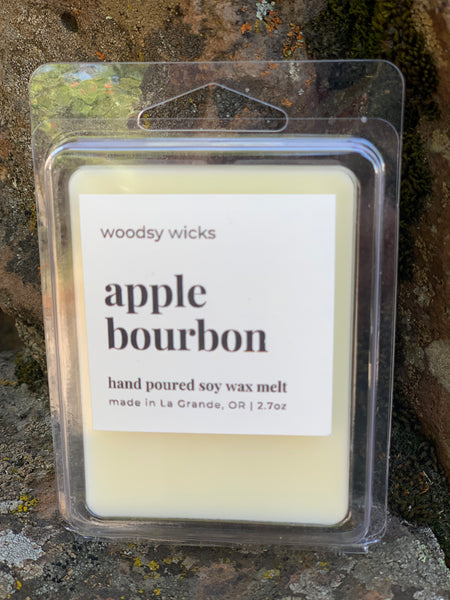 woodsy wicks
apple
bourbon
hand poured soy wax melt
made in La Grande, OR | 2.7oz